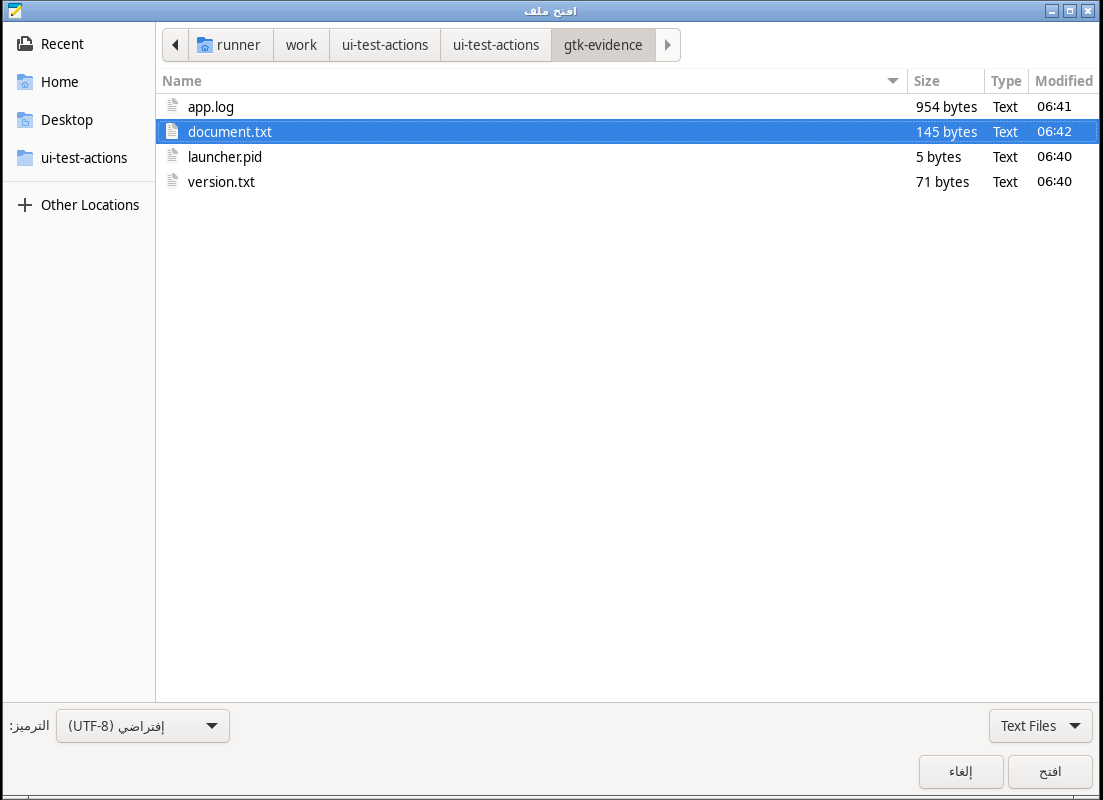 افتح ملف
Recent
Home
Desktop
ui-test-actions
Other Locations
runner work ui-test-actions ui-test-actions gtk-evidence
Name Size Type Modified
app.log 954 bytes Text 06:41
document.txt 145 bytes Text 06:42
launcher.pid 5 bytes Text 06:40
version.txt 71 bytes Text 06:40
الترميز: إفتراضي (UTF-8) Text Files
إلغاء افتح